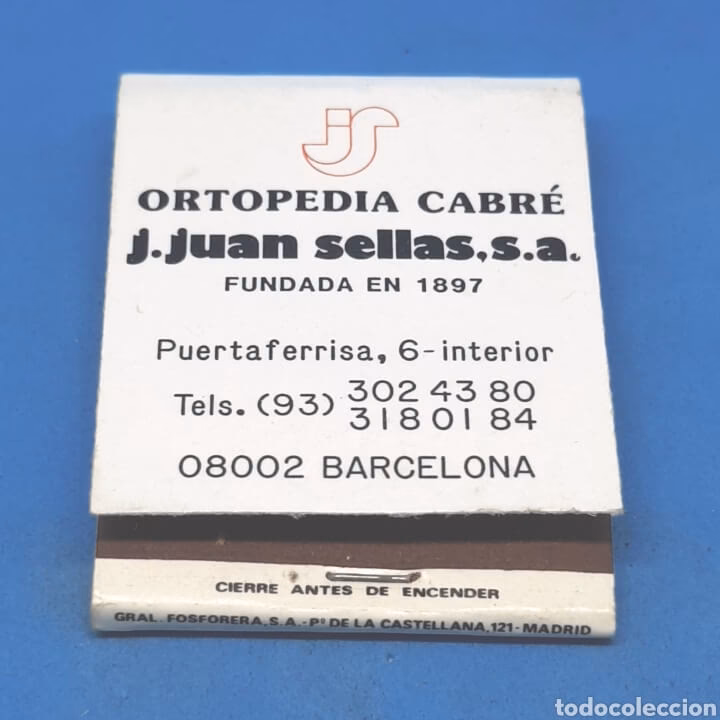 js
ORTOPEDIA CABRÉ
j.juan sellas,s.a.
FUNDADA EN 1897
Puertaferrisa, 6-interior
Tels. (93) 302 43 80
318 01 84
08002 BARCELONA
CIERRE ANTES DE ENCENDER
GRAL. FOSFORERA, S.A.-Pº DE LA CASTELLANA, 121-MADRID
todocoleccion